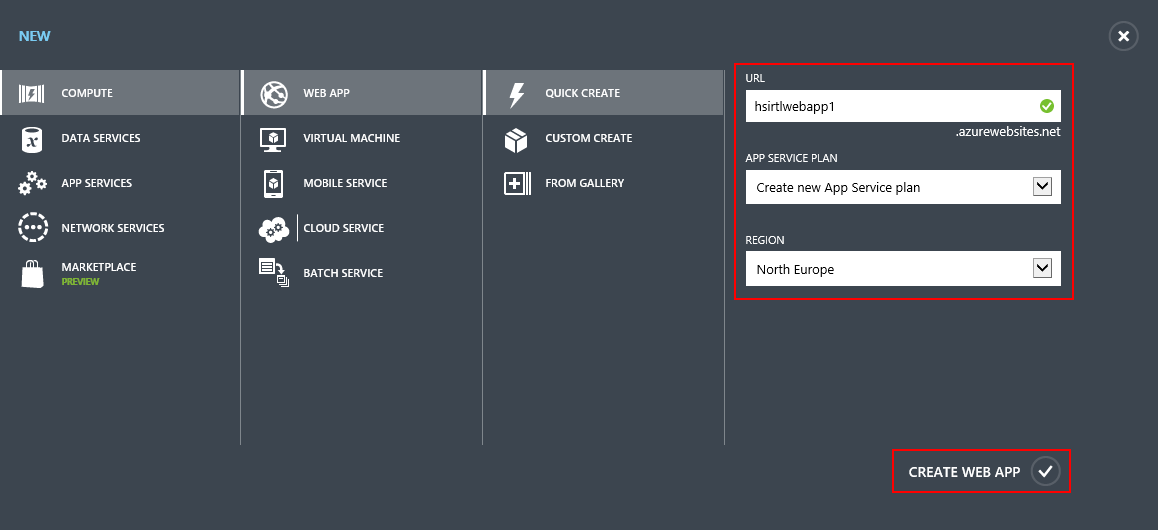 NEW
COMPUTE
DATA SERVICES
APP SERVICES
NETWORK SERVICES
MARKETPLACE
PREVIEW
WEB APP
VIRTUAL MACHINE
MOBILE SERVICE
CLOUD SERVICE
BATCH SERVICE
QUICK CREATE
CUSTOM CREATE
FROM GALLERY
URL
hsirtlwebapp1
.azurewebsites.net
APP SERVICE PLAN
Create new App Service plan
REGION
North Europe
CREATE WEB APP